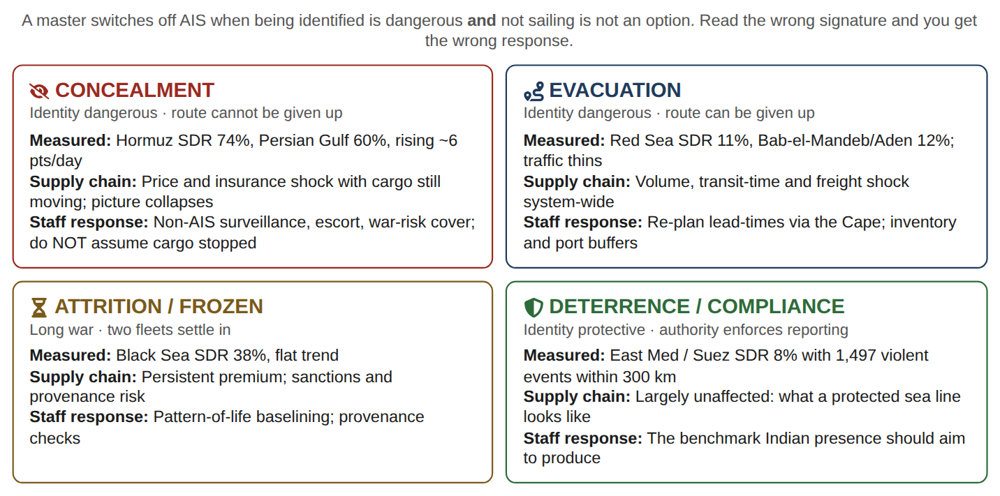 A master switches off AIS when being identified is dangerous and not sailing is not an option. Read the wrong signature and you get
the wrong response.
CONCEALMENT
Identity dangerous · route cannot be given up
Measured: Hormuz SDR 74%, Persian Gulf 60%, rising ~6
pts/day
Supply chain: Price and insurance shock with cargo still
moving; picture collapses
Staff response: Non-AIS surveillance, escort, war-risk cover;
do NOT assume cargo stopped
EVACUATION
Identity dangerous · route can be given up
Measured: Red Sea SDR 11%, Bab-el-Mandeb/Aden 12%;
traffic thins
Supply chain: Volume, transit-time and freight shock
system-wide
Staff response: Re-plan lead-times via the Cape; inventory
and port buffers
ATTRITION / FROZEN
Long war · two fleets settle in
Measured: Black Sea SDR 38%, flat trend
Supply chain: Persistent premium; sanctions and
provenance risk
Staff response: Pattern-of-life baselining; provenance
checks
DETERRENCE / COMPLIANCE
Identity protective · authority enforces reporting
Measured: East Med / Suez SDR 8% with 1,497 violent
events within 300 km
Supply chain: Largely unaffected: what a protected sea line
looks like
Staff response: The benchmark Indian presence should aim
to produce